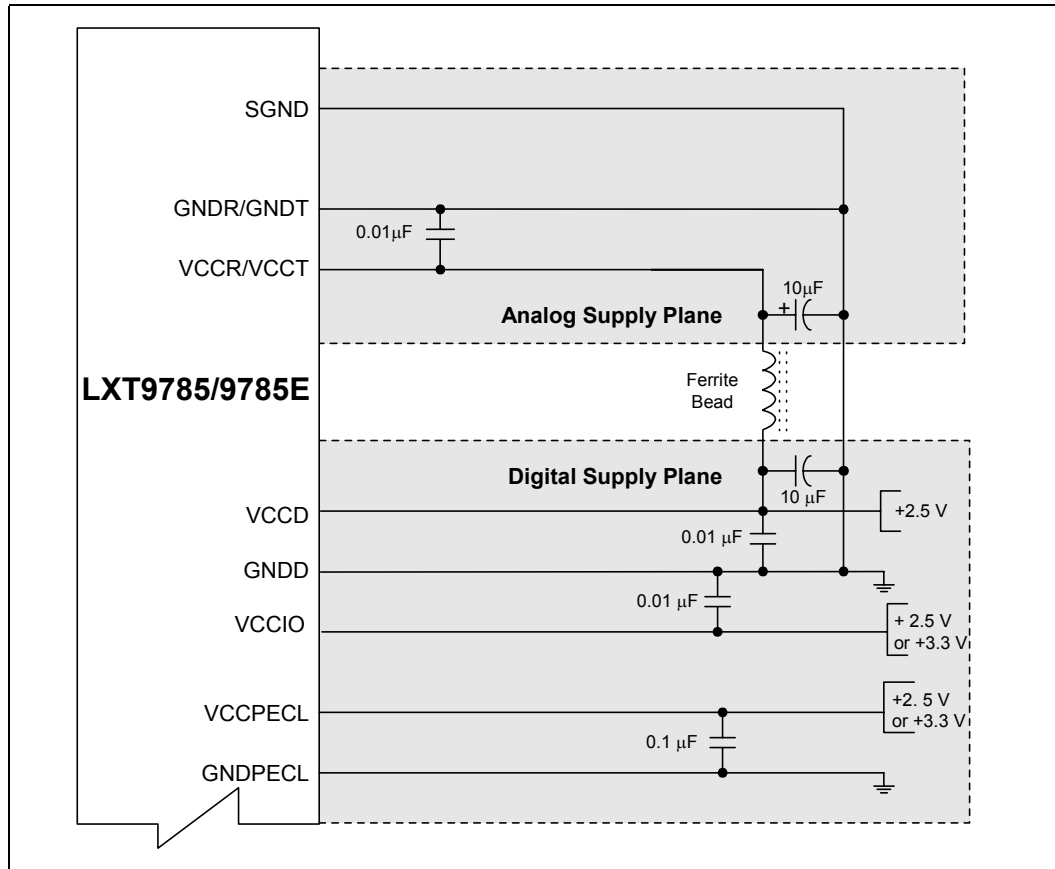 SGND
GNDR/GNDT
0.01μF
VCCR/VCCT
10μF
+
Analog Supply Plane
LXT9785/9785E
Ferrite
Bead
Digital Supply Plane
10 μF
VCCD
+2.5 V
0.01 μF
GNDD
0.01 μF
VCCIO
+ 2.5 V
or +3.3 V
VCCPECL
+2. 5 V
or +3.3 V
0.1 μF
GNDPECL